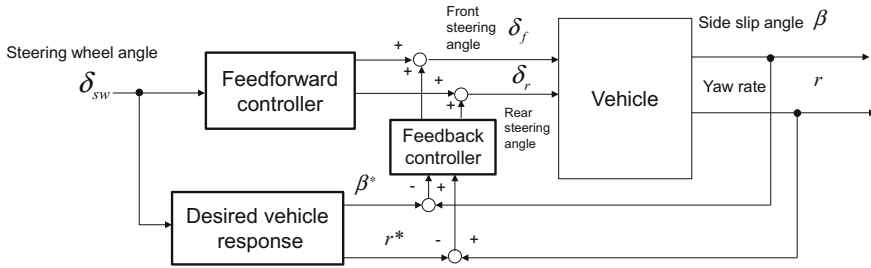 Steering wheel angle
δsw
Feedforward
controller
+
+
+
+
Front
steering
angle
δf
δr
Rear
steering
angle
Vehicle
Side slip angle β
Yaw rate r
Feedback
controller
-
+
β*
Desired vehicle
response
r*
-
+